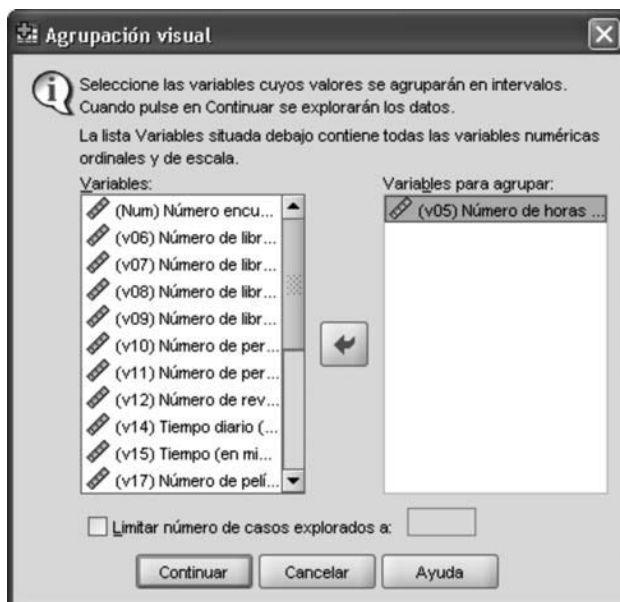 Agrupación visual
Seleccione las variables cuyos valores se agruparán en intervalos.
Cuando pulse en Continuar se explorarán los datos.
La lista Variables situada debajo contiene todas las variables numéricas
ordinales y de escala.
Variables:
(Num) Número encu...
(v06) Número de libr...
(v07) Número de libr...
(v08) Número de libr...
(v09) Número de libr...
(v10) Número de per...
(v11) Número de per...
(v12) Número de rev...
(v14) Tiempo diario (...
(v15) Tiempo (en mi...
(v17) Número de pelí...
Variables para agrupar:
(v05) Número de horas ...
Limitar número de casos explorados a:
Continuar
Cancelar
Ayuda